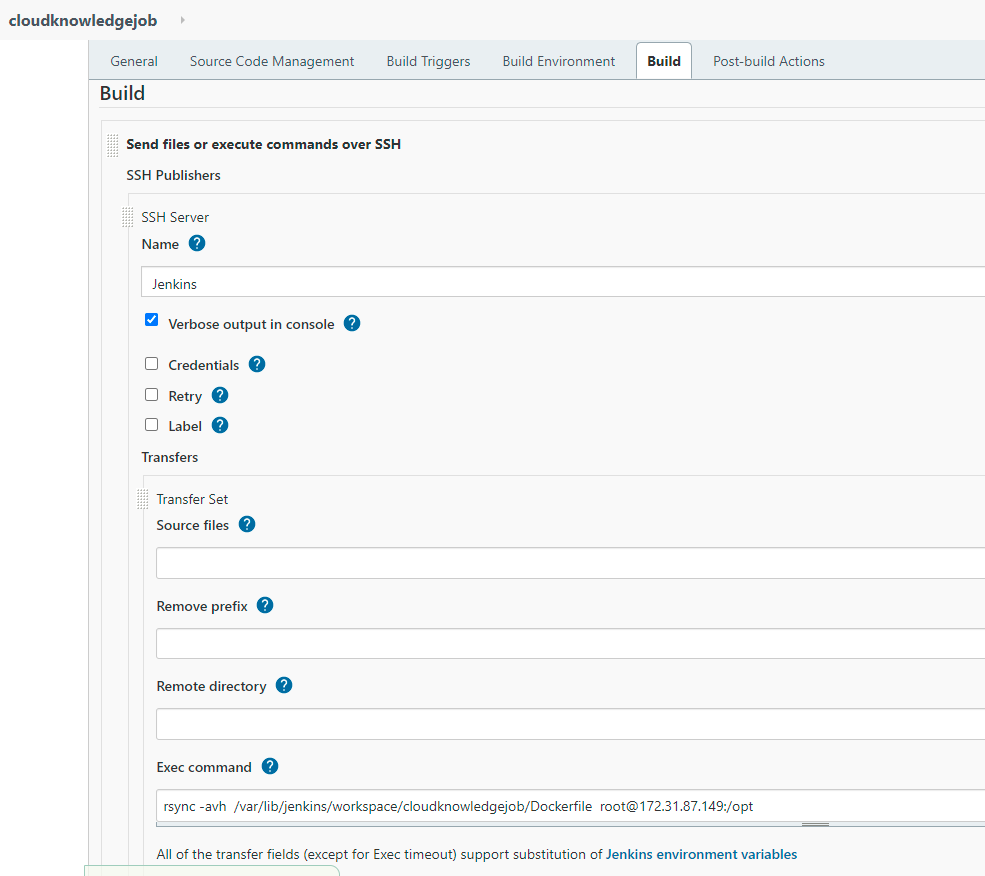 cloudknowledgejob
General Source Code Management Build Triggers Build Environment Build Post-build Actions
Build
Send files or execute commands over SSH
SSH Publishers
SSH Server
Name ?
Jenkins
Verbose output in console ?
Credentials ?
Retry ?
Label ?
Transfers
Transfer Set
Source files ?
Remove prefix ?
Remote directory ?
Exec command ?
rsync -avh /var/lib/jenkins/workspace/cloudknowledgejob/Dockerfile root@172.31.87.149:/opt
All of the transfer fields (except for Exec timeout) support substitution of Jenkins environment variables